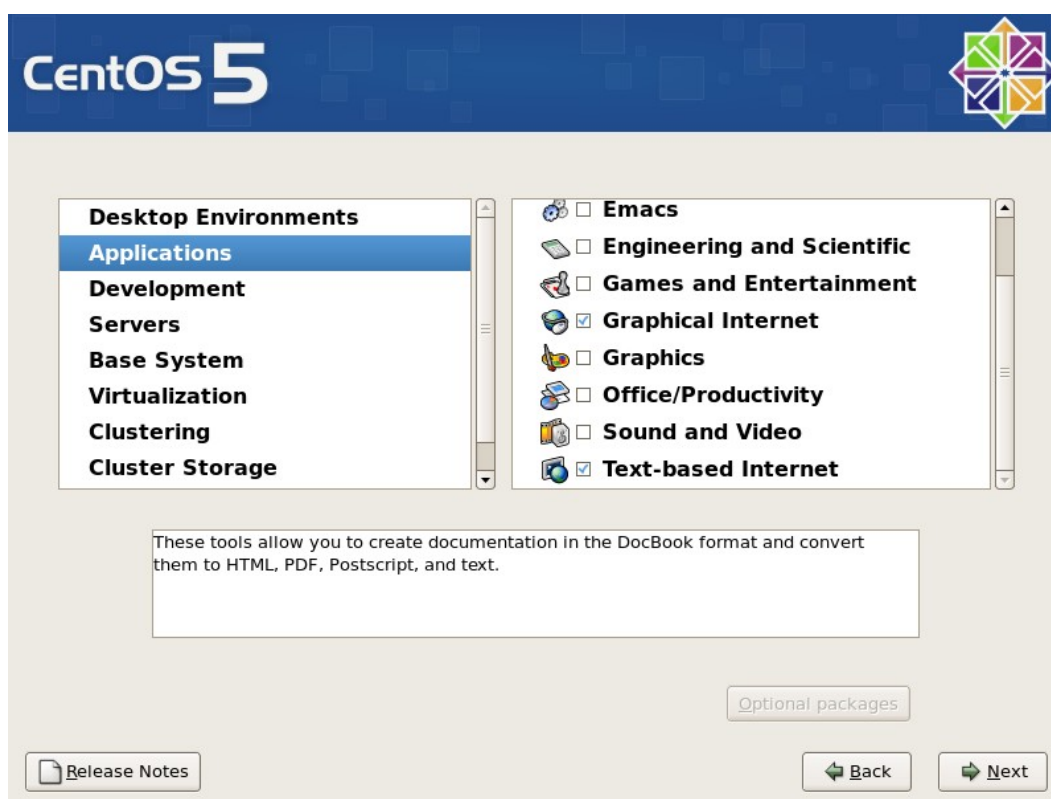 CentOS 5
Desktop Environments
Applications
Development
Servers
Base System
Virtualization
Clustering
Cluster Storage
Emacs
Engineering and Scientific
Games and Entertainment
Graphical Internet
Graphics
Office/Productivity
Sound and Video
Text-based Internet
These tools allow you to create documentation in the DocBook format and convert
them to HTML, PDF, Postscript, and text.
Optional packages
Release Notes
Back
Next